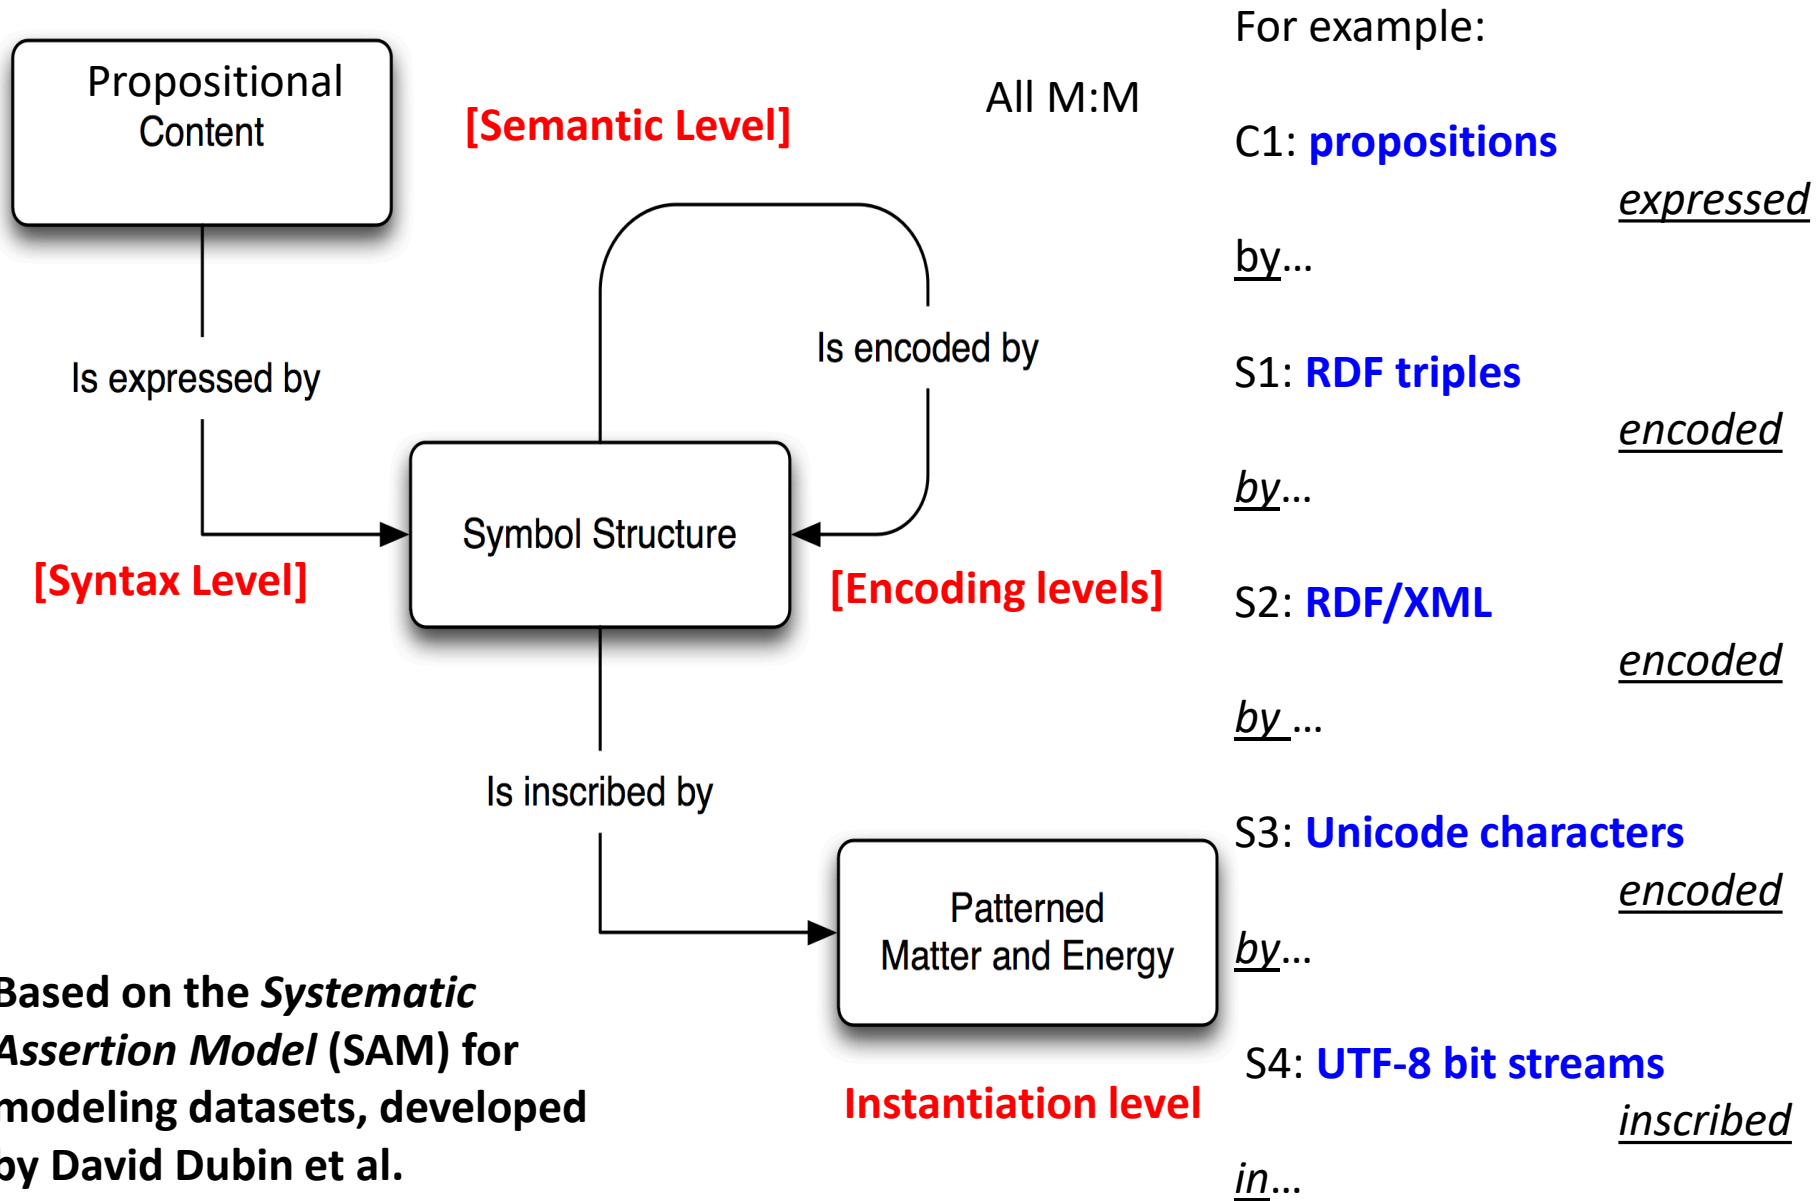 Propositional
Content
[Semantic Level]
All M:M
Is expressed by
Is encoded by
Symbol Structure
[Syntax Level]
[Encoding levels]
Is inscribed by
Patterned
Matter and Energy
Instantiation level
Based on the Systematic
Assertion Model (SAM) for
modeling datasets, developed
by David Dubin et al.
For example:
C1: propositions
expressed
by...
S1: RDF triples
encoded
by...
S2: RDF/XML
encoded
by ...
S3: Unicode characters
encoded
by...
S4: UTF-8 bit streams
inscribed
in...